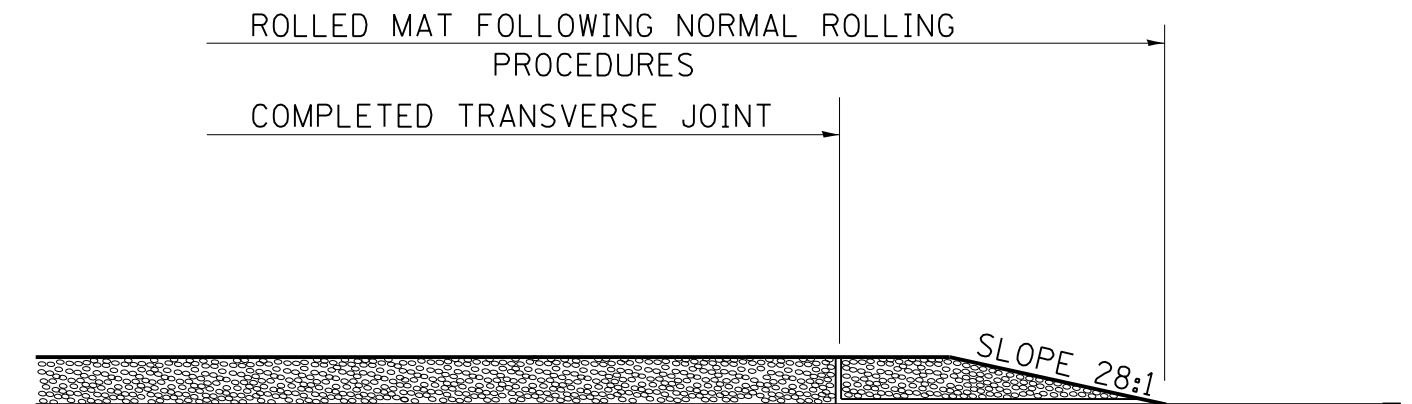 ROLLED MAT FOLLOWING NORMAL ROLLING
PROCEDURES
COMPLETED TRANSVERSE JOINT
SLOPE 28:1